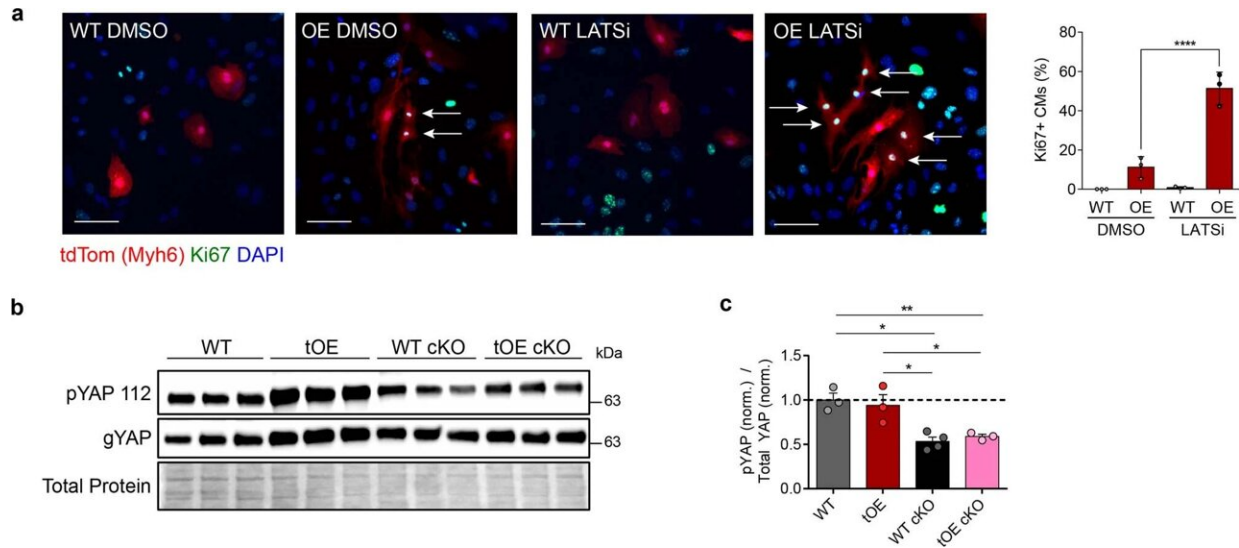 a
WT DMSO
OE DMSO
WT LATSi
OE LATSi
tdTom (Myh6) Ki67 DAPI
****
Ki67+ CMs (%)
80
60
40
20
0
WT OE WT OE
DMSO LATSi
b
WT tOE WT cKO tOE cKO kDa
pYAP 112 63
gYAP 63
Total Protein
c
**
*
*
*
pYAP (norm.) /
Total YAP (norm.)
1.5
1.0
0.5
0.0
WT
tOE
WT cKO
tOE cKO